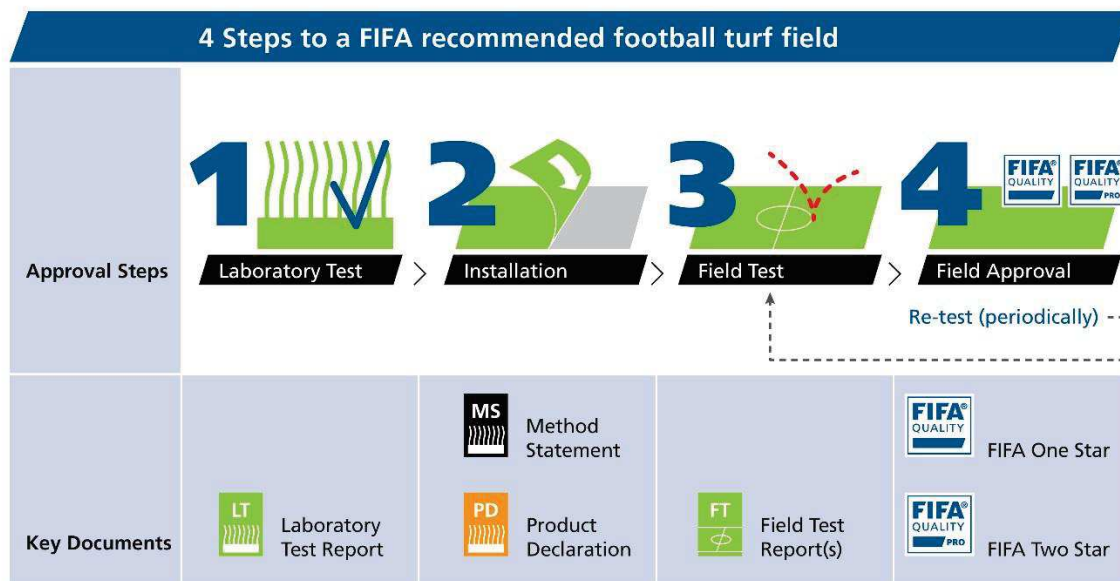 4 Steps to a FIFA recommended football turf field
1
2
3
4
FIFA®
QUALITY
FIFA®
QUALITY
PRO
Approval Steps
Laboratory Test
Installation
Field Test
Field Approval
Re-test (periodically)
MS
Method
Statement
FIFA®
QUALITY
FIFA One Star
LT
Laboratory
Test Report
PD
Product
Declaration
FT
Field Test
Report(s)
FIFA®
QUALITY
PRO
FIFA Two Star
Key Documents